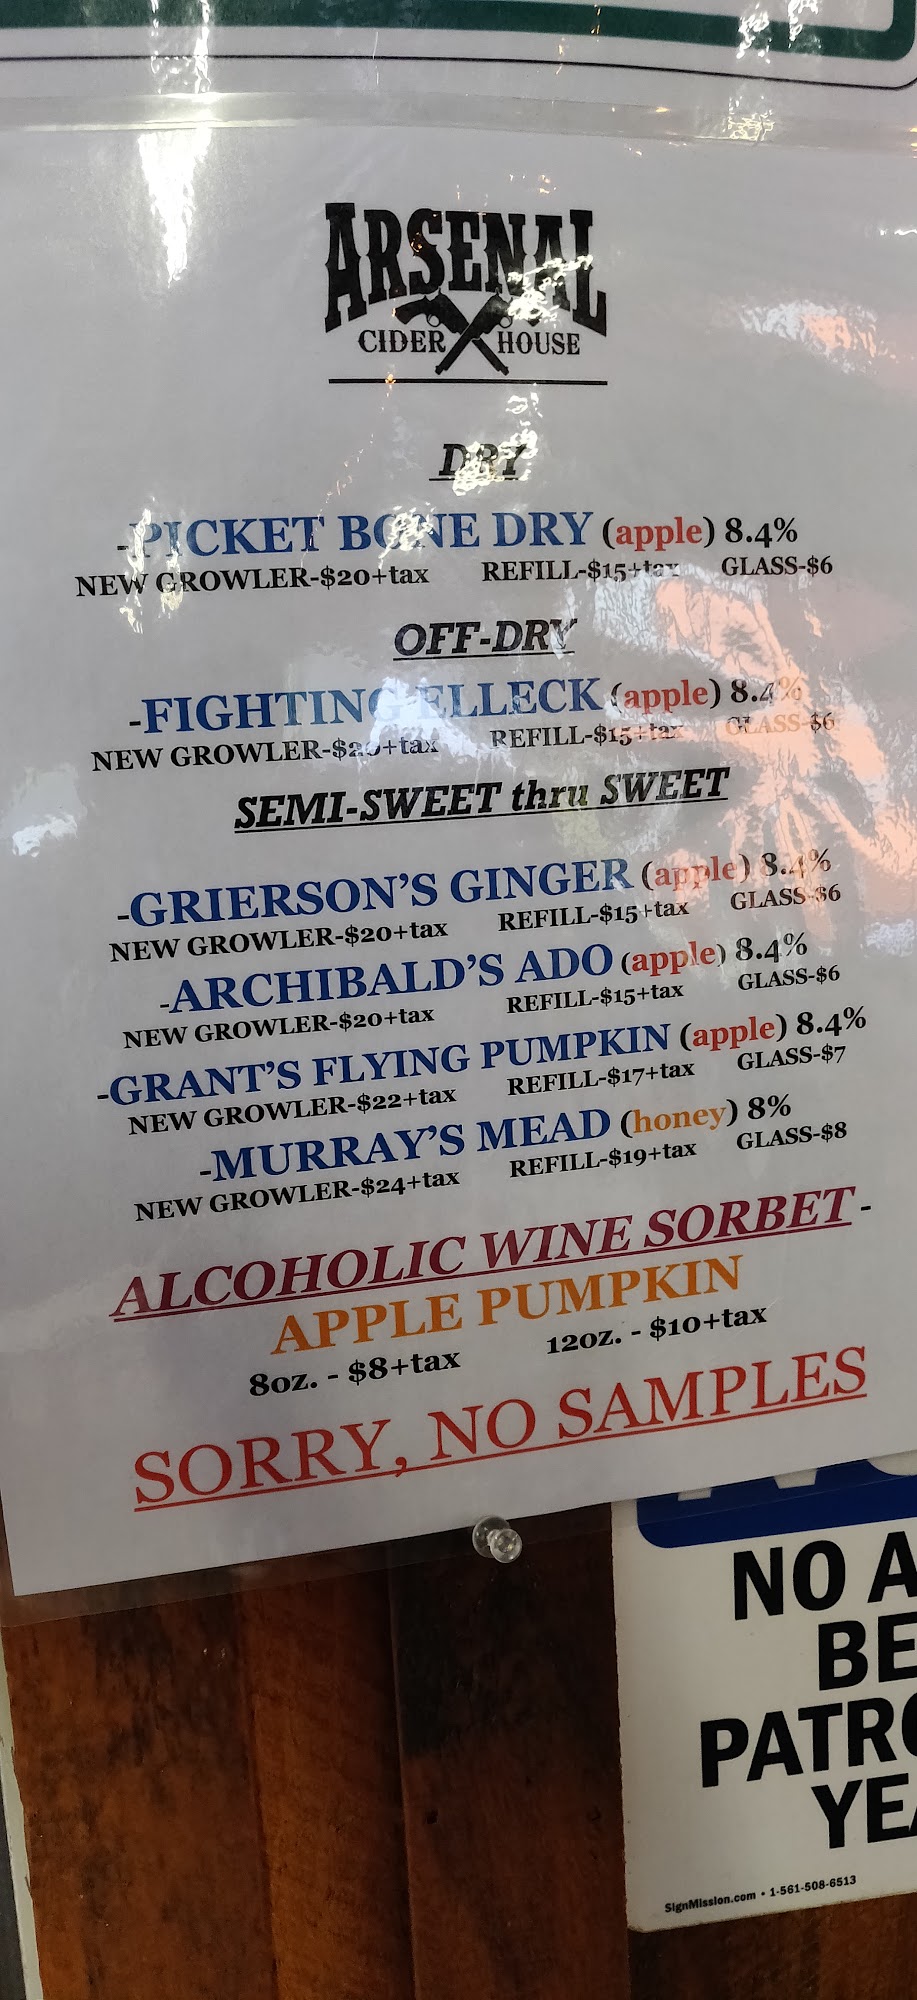 ARSENAL
CIDER HOUSE
DRY
-PICKET BONE DRY (apple) 8.4%
NEW GROWLER-$20+tax REFILL-$15+tax GLASS-$6
OFF-DRY
-FIGHTING ELLECK (apple) 8.4%
NEW GROWLER-$20+tax REFILL-$15+tax GLASS-$6
SEMI-SWEET thru SWEET
-GRIERSON'S GINGER (apple) 8.4%
NEW GROWLER-$20+tax REFILL-$15+tax GLASS-$6
-ARCHIBALD'S ADO (apple) 8.4%
NEW GROWLER-$20+tax REFILL-$15+tax GLASS-$6
-GRANT'S FLYING PUMPKIN (apple) 8.4%
NEW GROWLER-$22+tax REFILL-$17+tax GLASS-$7
-MURRAY'S MEAD (honey) 8%
NEW GROWLER-$24+tax REFILL-$19+tax GLASS-$8
ALCOHOLIC WINE SORBET-
APPLE PUMPKIN
8oz. - $8+tax 12oz. - $10+tax
SORRY, NO SAMPLES
NO A
BE
PATRO
YEA
SignMission.com • 1-561-508-6513